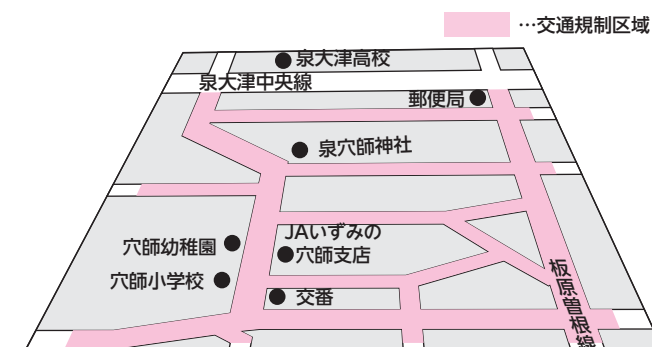 …交通規制区域
泉大津高校
泉大津中央線
郵便局
泉穴師神社
JAいずみの
穴師支店
穴師幼稚園
穴師小学校
交番
板原曽根線